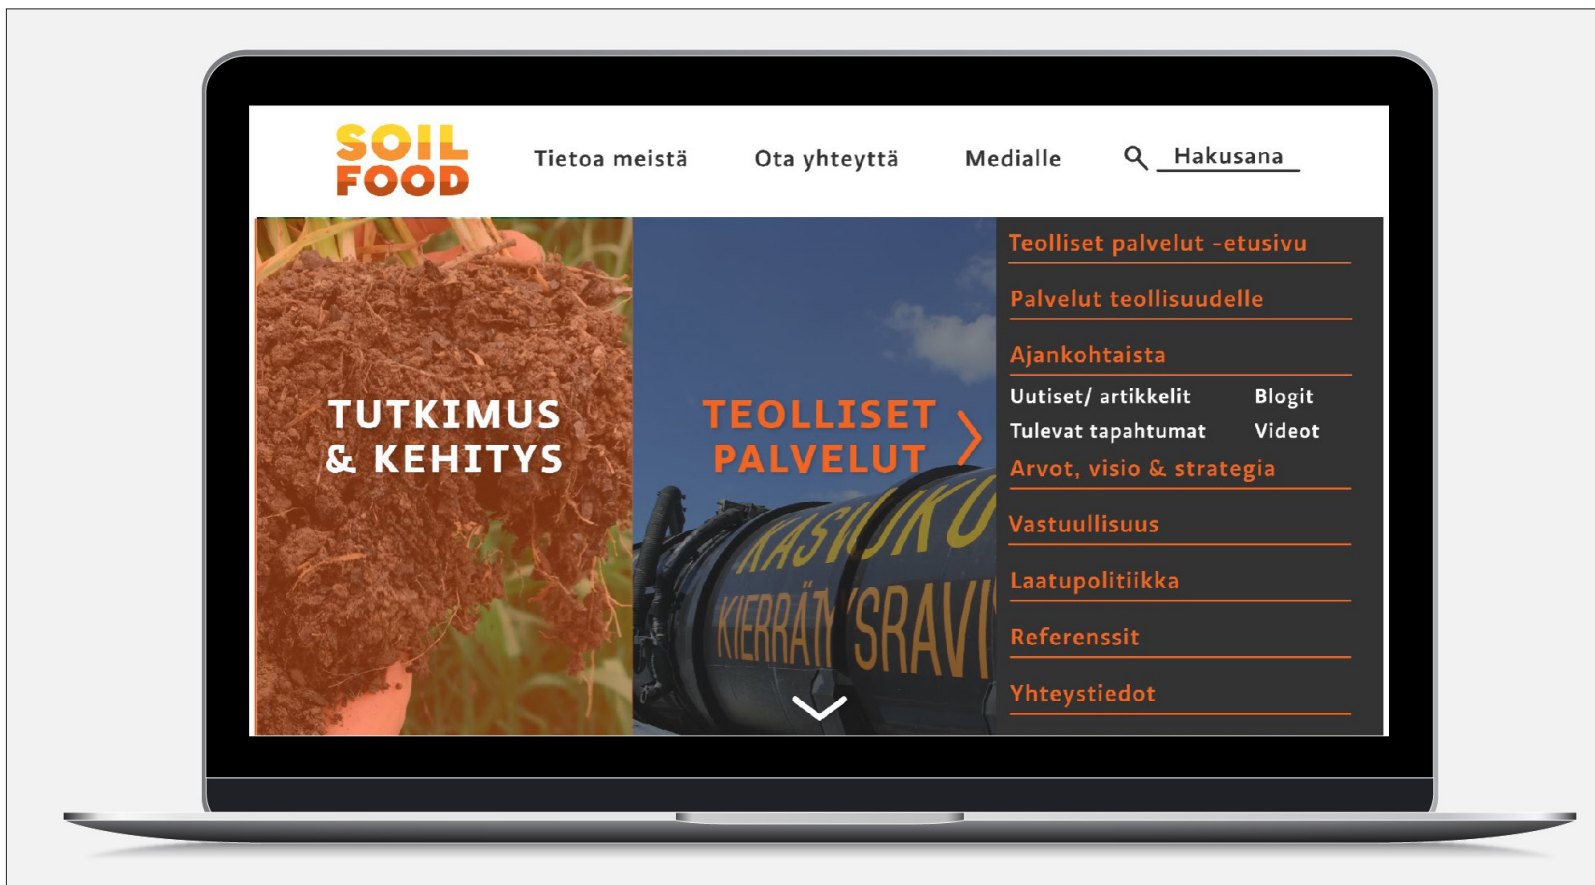 SOIL
FOOD
Tietoa meistä
Ota yhteyttä
Medialle
Hakusana
TUTKIMUS
& KEHITYS
TEOLLISET
PALVELUT
KIERRÄTYSRAVI
Teolliset palvelut -etusivu
Palvelut teollisuudelle
Ajankohtaista
Uutiset/ artikkelit
Blogit
Tulevat tapahtumat
Videot
Arvot, visio & strategia
Vastuullisuus
Laatupolitiikka
Referenssit
Yhteystiedot